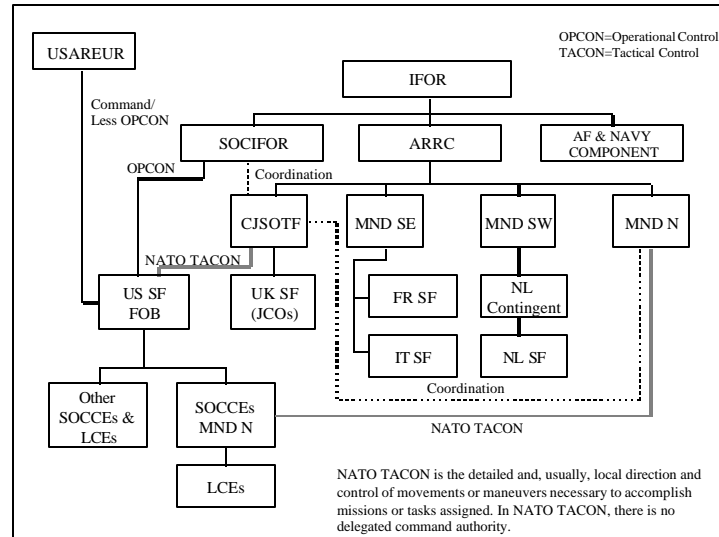 USAREUR
OPCON=Operational Control
TACON=Tactical Control
IFOR
Command/
Less OPCON
SOCIFOR
ARRC
AF & NAVY
COMPONENT
OPCON
Coordination
CJSOTF
MND SE
MND SW
MND N
NATO TACON
US SF
FOB
UK SF
(JCOs)
FR SF
NL
Contingent
IT SF
NL SF
Coordination
Other
SOCCEs &
LCEs
SOCCEs
MND N
NATO TACON
LCEs
NATO TACON is the detailed and, usually, local direction and
control of movements or maneuvers necessary to accomplish
missions or tasks assigned. In NATO TACON, there is no
delegated command authority.